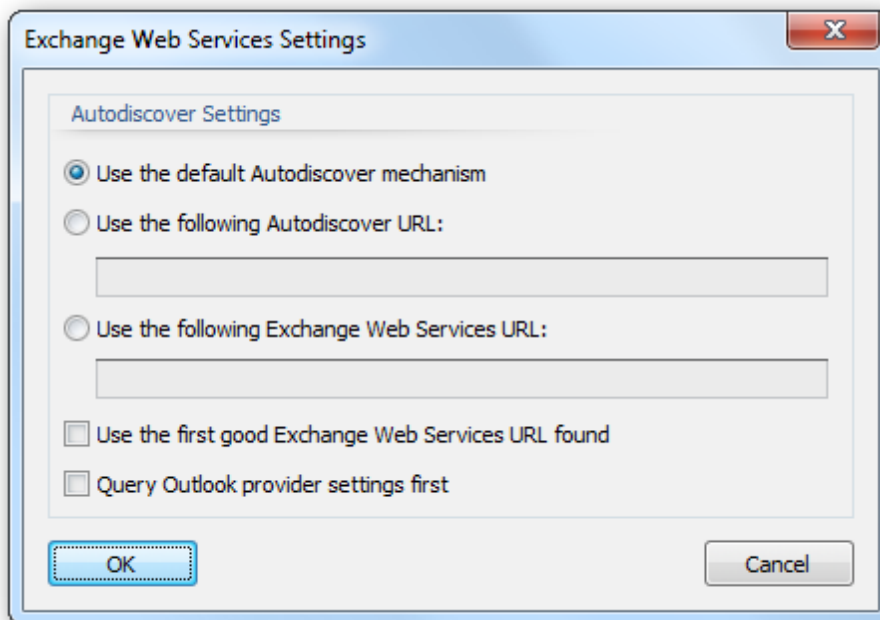 Exchange Web Services Settings
Autodiscover Settings
Use the default Autodiscover mechanism
Use the following Autodiscover URL:
Use the following Exchange Web Services URL:
Use the first good Exchange Web Services URL found
Query Outlook provider settings first
OK
Cancel